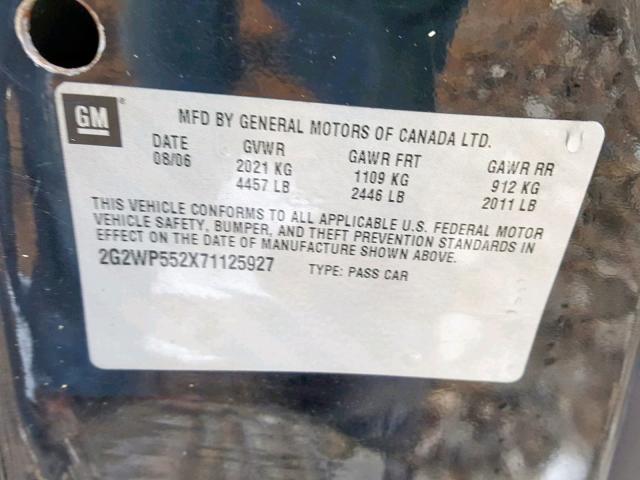 GM®
MFD BY GENERAL MOTORS OF CANADA LTD.
DATE GVWR GAWR FRT GAWR RR
08/06 2021 KG 1109 KG 912 KG
4457 LB 2446 LB 2011 LB
THIS VEHICLE CONFORMS TO ALL APPLICABLE U.S. FEDERAL MOTOR
VEHICLE SAFETY, BUMPER, AND THEFT PREVENTION STANDARDS IN
EFFECT ON THE DATE OF MANUFACTURE SHOWN ABOVE.
2G2WP552X71125927 TYPE: PASS CAR